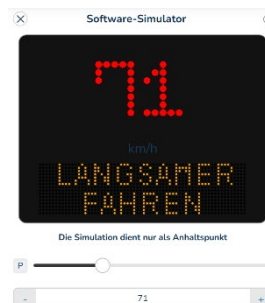 Software-Simulator
71
km/h
LANGSAMER
FAHREN
Die Simulation dient nur als Anhaltspunkt
P
- 71 +